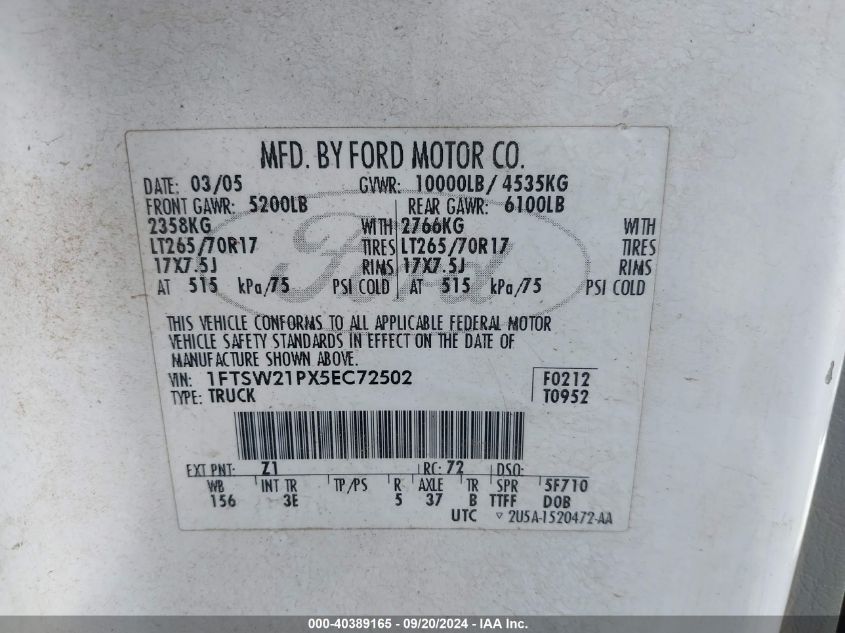 MFD. BY FORD MOTOR CO.
DATE: 03/05 GVWR: 10000LB/ 4535KG
FRONT GAWR: 5200LB REAR GAWR: 6100LB
2358KG WITH 2766KG WITH
LT265/70R17 TIRES LT265/70R17 TIRES
17X7.5J RIMS 17X7.5J RIMS
AT 515 kPa/75 PSI COLD AT 515 kPa/75 PSI COLD
Ford
THIS VEHICLE CONFORMS TO ALL APPLICABLE FEDERAL MOTOR
VEHICLE SAFETY STANDARDS IN EFFECT ON THE DATE OF
MANUFACTURE SHOWN ABOVE.
VIN: 1FTSW21PX5EC72502 F0212
TYPE: TRUCK T0952
EXT PNT: Z1 RC: 72 DSO:
WB INT TR TP/PS R AXLE TR SPR 5F710
156 3E 5 37 B TTFF DOB
UTC ▽ 2U5A-1520472-AA
000-40389165 - 09/20/2024 - IAA Inc.